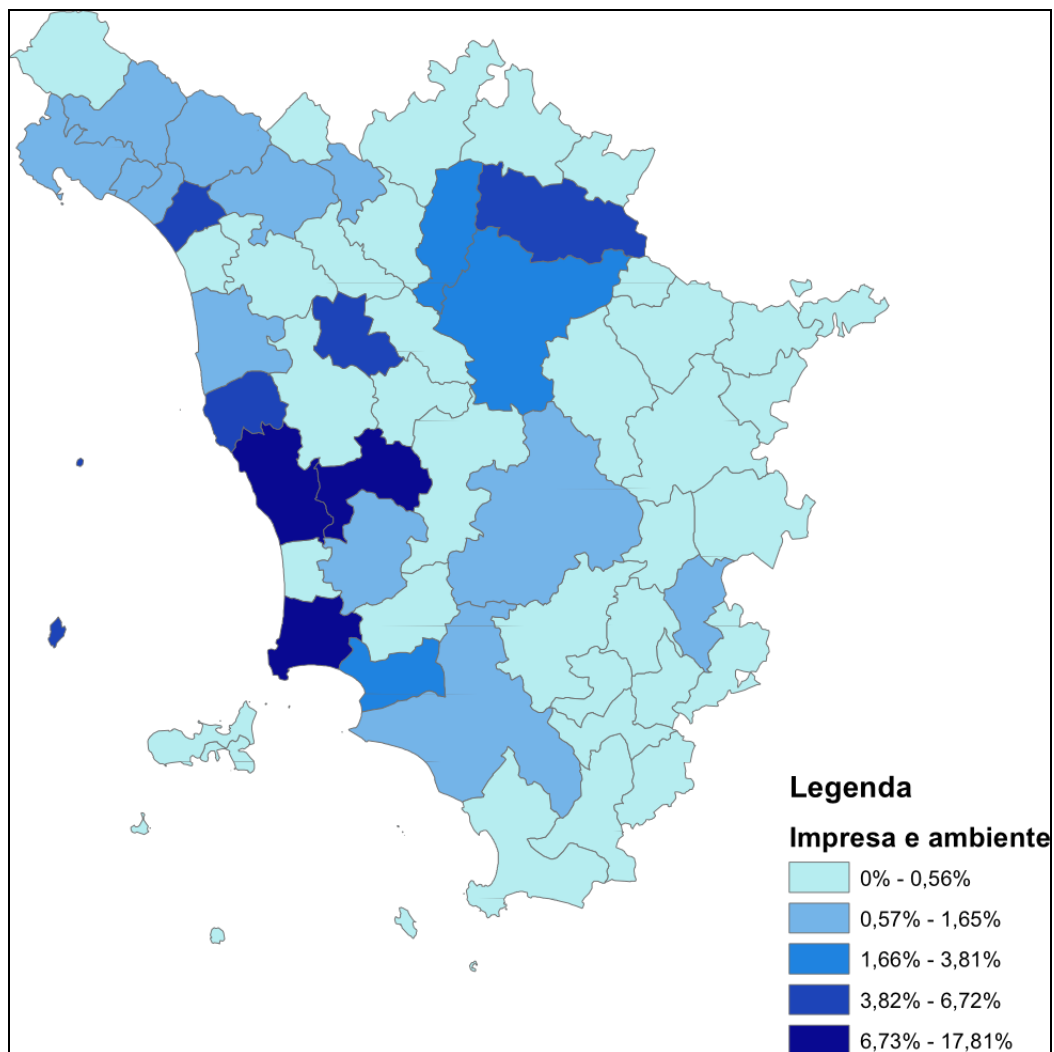 Legenda
Impresa e ambiente
0% - 0,56%
0,57% - 1,65%
1,66% - 3,81%
3,82% - 6,72%
6,73% - 17,81%